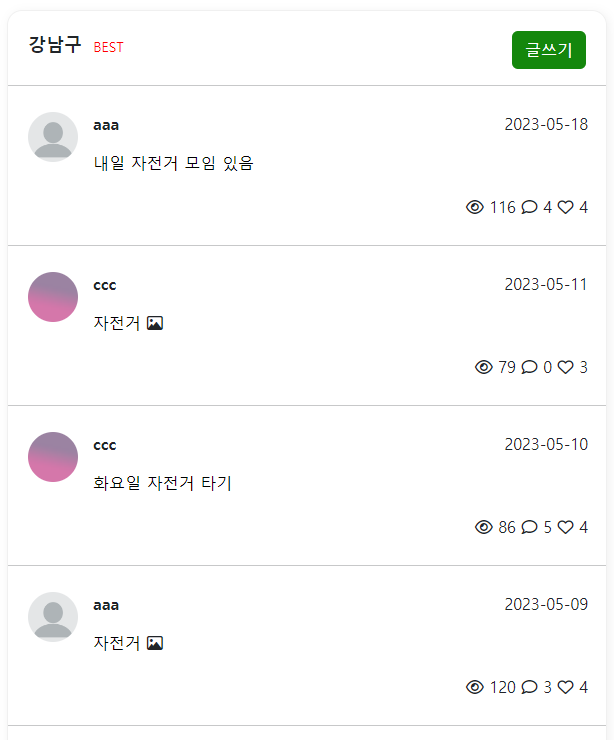 강남구 BEST 글쓰기
aaa 2023-05-18
내일 자전거 모임 있음
116 4 4
ccc 2023-05-11
자전거
79 0 3
ccc 2023-05-10
화요일 자전거 타기
86 5 4
aaa 2023-05-09
자전거
120 3 4